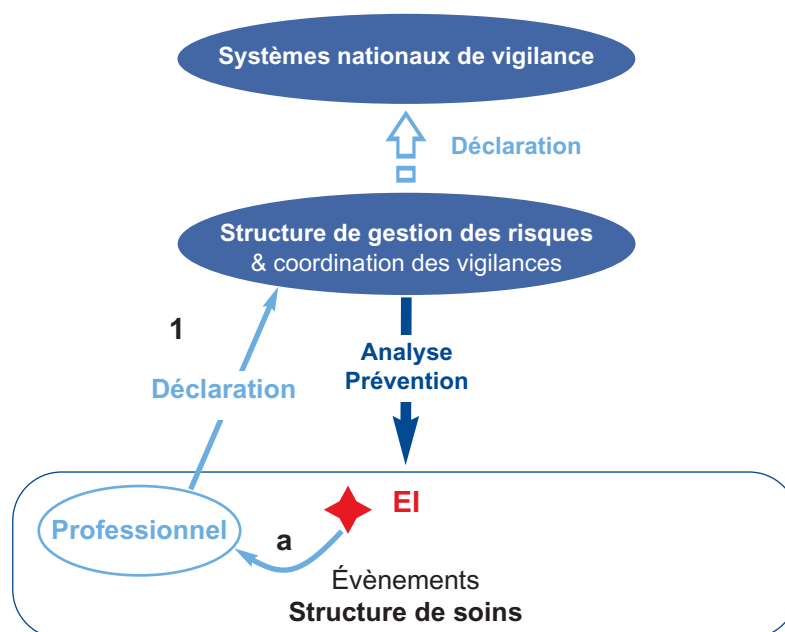 Systèmes nationaux de vigilance
Déclaration
Structure de gestion des risques
& coordination des vigilances
1
Analyse
Prévention
Déclaration
EI
Professionnel
a
Évènements
Structure de soins